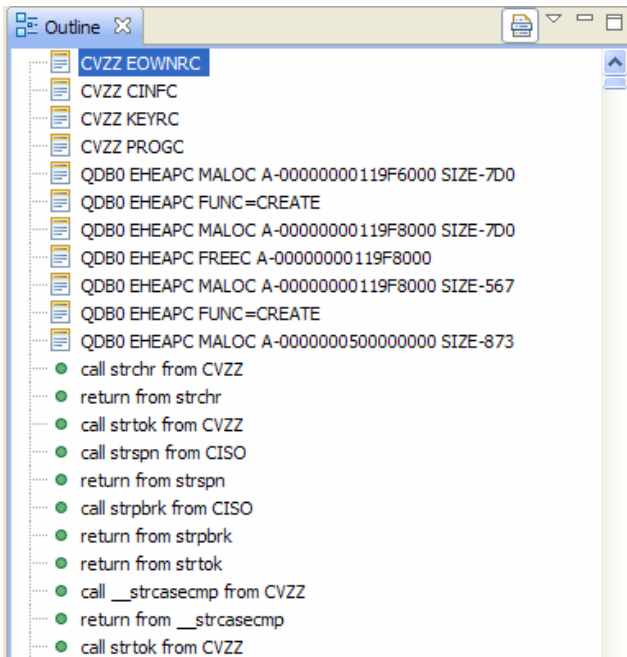 Outline
CVZZ EOWNRC
CVZZ CINFC
CVZZ KEYRC
CVZZ PROGC
QDB0 EHEAPC MALOC A-00000000119F6000 SIZE-7D0
QDB0 EHEAPC FUNC=CREATE
QDB0 EHEAPC MALOC A-00000000119F8000 SIZE-7D0
QDB0 EHEAPC FREEC A-00000000119F8000
QDB0 EHEAPC MALOC A-00000000119F8000 SIZE-567
QDB0 EHEAPC FUNC=CREATE
QDB0 EHEAPC MALOC A-0000000500000000 SIZE-873
call strchr from CVZZ
return from strchr
call strtok from CVZZ
call strspn from CISO
return from strspn
call strpbrk from CISO
return from strpbrk
return from strtok
call __strcasecmp from CVZZ
return from __strcasecmp
call strtok from CVZZ